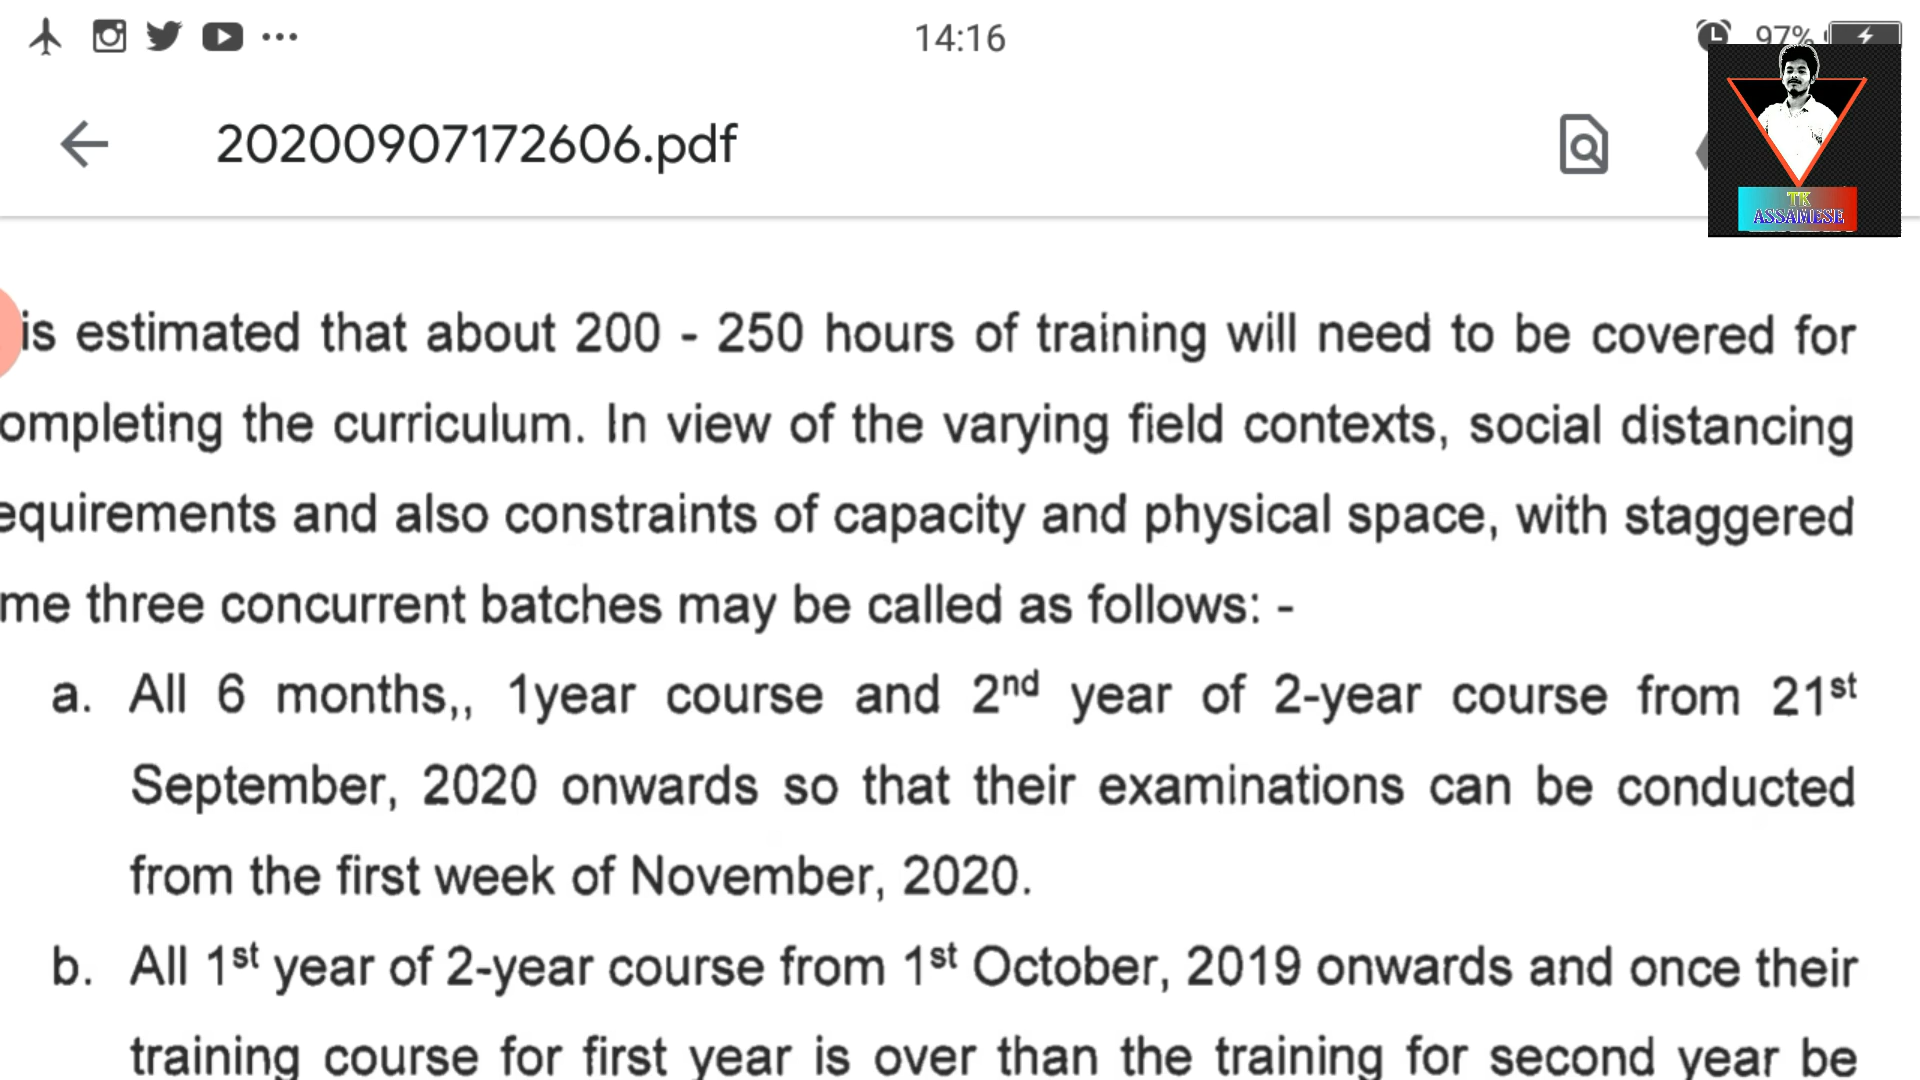 14:16
97%
20200907172606.pdf
TK
ASSAMESE
is estimated that about 200 - 250 hours of training will need to be covered for
ompleting the curriculum. In view of the varying field contexts, social distancing
equirements and also constraints of capacity and physical space, with staggered
me three concurrent batches may be called as follows: -
a. All 6 months,, 1year course and 2nd year of 2-year course from 21st
September, 2020 onwards so that their examinations can be conducted
from the first week of November, 2020.
b. All 1st year of 2-year course from 1st October, 2019 onwards and once their
training course for first year is over than the training for second year be